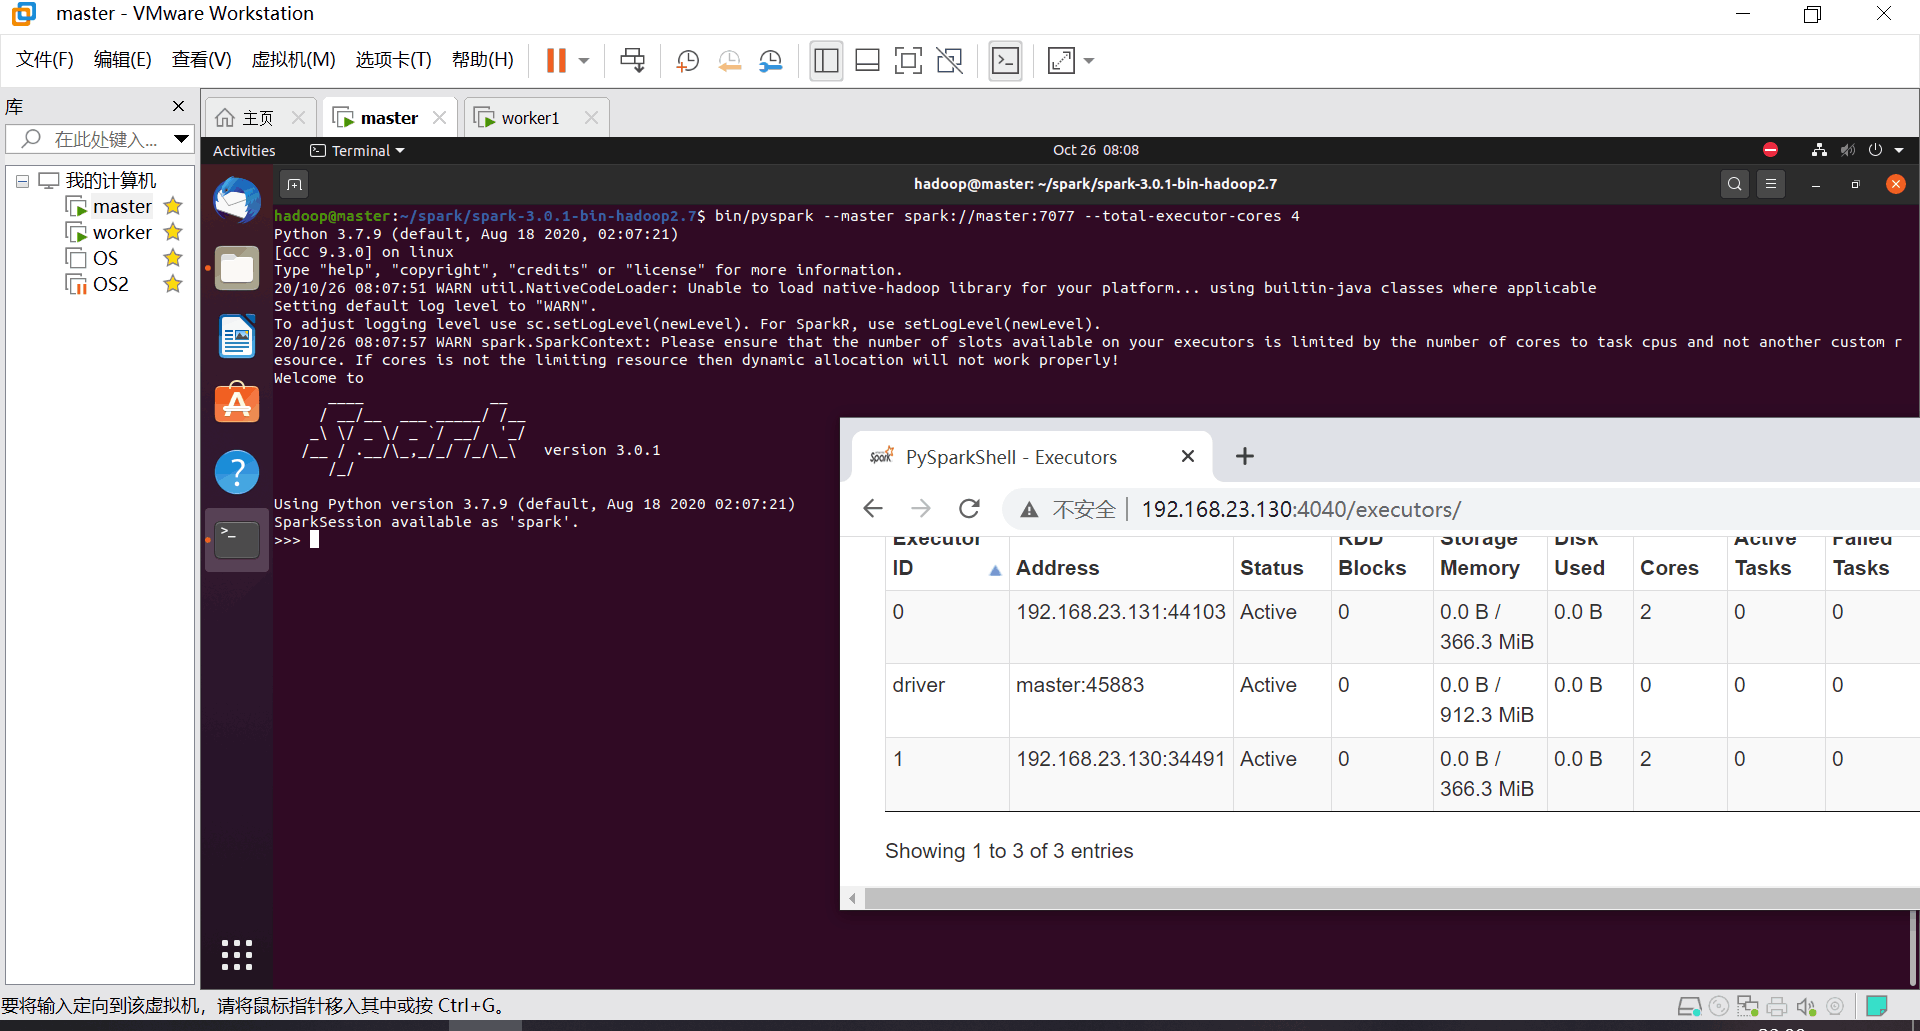 master - VMware Workstation
文件(F) 编辑(E) 查看(V) 虚拟机(M) 选项卡(T) 帮助(H)
库
在此处键入...
我的计算机
master
worker
OS
OS2
主页 master worker1
Activities Terminal Oct 26 08:08
hadoop@master: ~/spark/spark-3.0.1-bin-hadoop2.7
hadoop@master:~/spark/spark-3.0.1-bin-hadoop2.7$ bin/pyspark --master spark://master:7077 --total-executor-cores 4
Python 3.7.9 (default, Aug 18 2020, 02:07:21)
[GCC 9.3.0] on linux
Type "help", "copyright", "credits" or "license" for more information.
20/10/26 08:07:51 WARN util.NativeCodeLoader: Unable to load native-hadoop library for your platform... using builtin-java classes where applicable
Setting default log level to "WARN".
To adjust logging level use sc.setLogLevel(newLevel). For SparkR, use setLogLevel(newLevel).
20/10/26 08:07:57 WARN spark.SparkContext: Please ensure that the number of slots available on your executors is limited by the number of cores to task cpus and not another custom r
esource. If cores is not the limiting resource then dynamic allocation will not work properly!
Welcome to
Spark version 3.0.1
Using Python version 3.7.9 (default, Aug 18 2020 02:07:21)
SparkSession available as 'spark'.
>>>
Spark PySparkShell - Executors
不安全 192.168.23.130:4040/executors/
Executor RDD Storage Disk Active Failed
ID Address Status Blocks Memory Used Cores Tasks Tasks
0 192.168.23.131:44103 Active 0 0.0 B / 0.0 B 2 0 0
366.3 MiB
driver master:45883 Active 0 0.0 B / 0.0 B 0 0 0
912.3 MiB
1 192.168.23.130:34491 Active 0 0.0 B / 0.0 B 2 0 0
366.3 MiB
Showing 1 to 3 of 3 entries
要将输入定向到该虚拟机，请将鼠标指针移入其中或按 Ctrl+G。